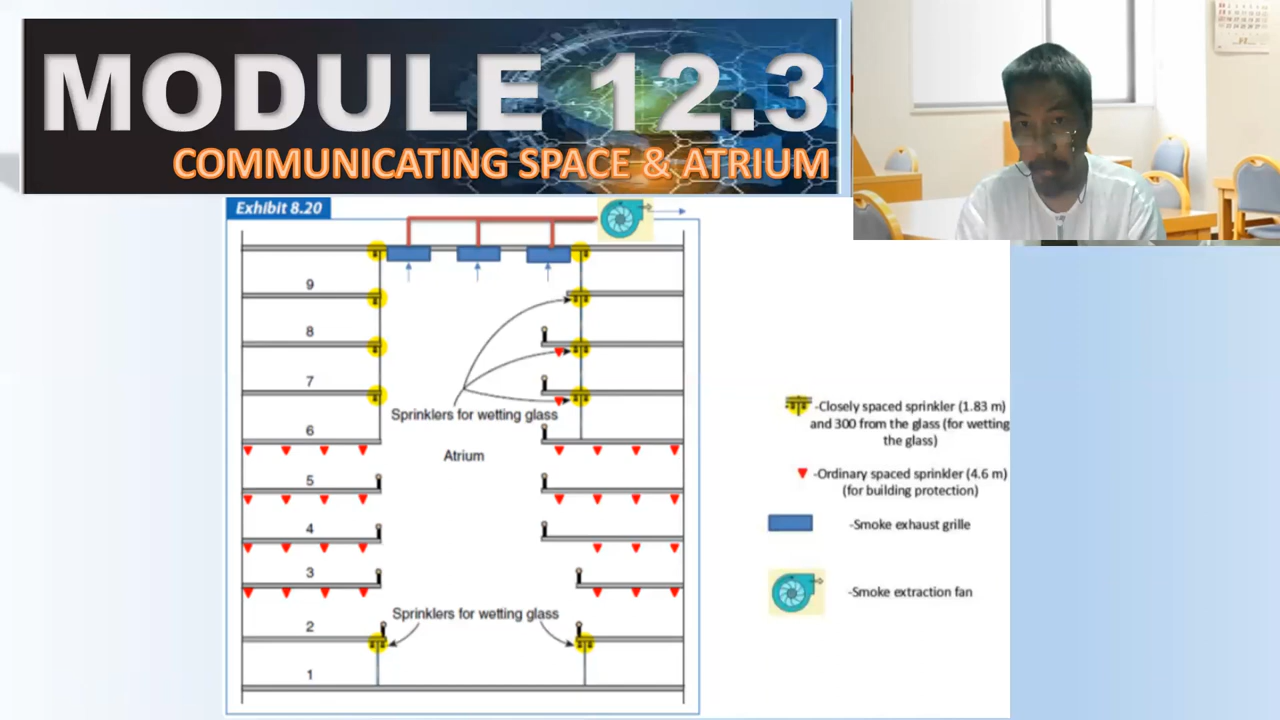 MODULE 12.3
COMMUNICATING SPACE & ATRIUM
Exhibit 8.20
9
8
7
Sprinklers for wetting glass
6
Atrium
5
4
3
Sprinklers for wetting glass
2
1
-Closely spaced sprinkler (1.83 m)
and 300 from the glass (for wetting
the glass)
-Ordinary spaced sprinkler (4.6 m)
(for building protection)
-Smoke exhaust grille
-Smoke extraction fan